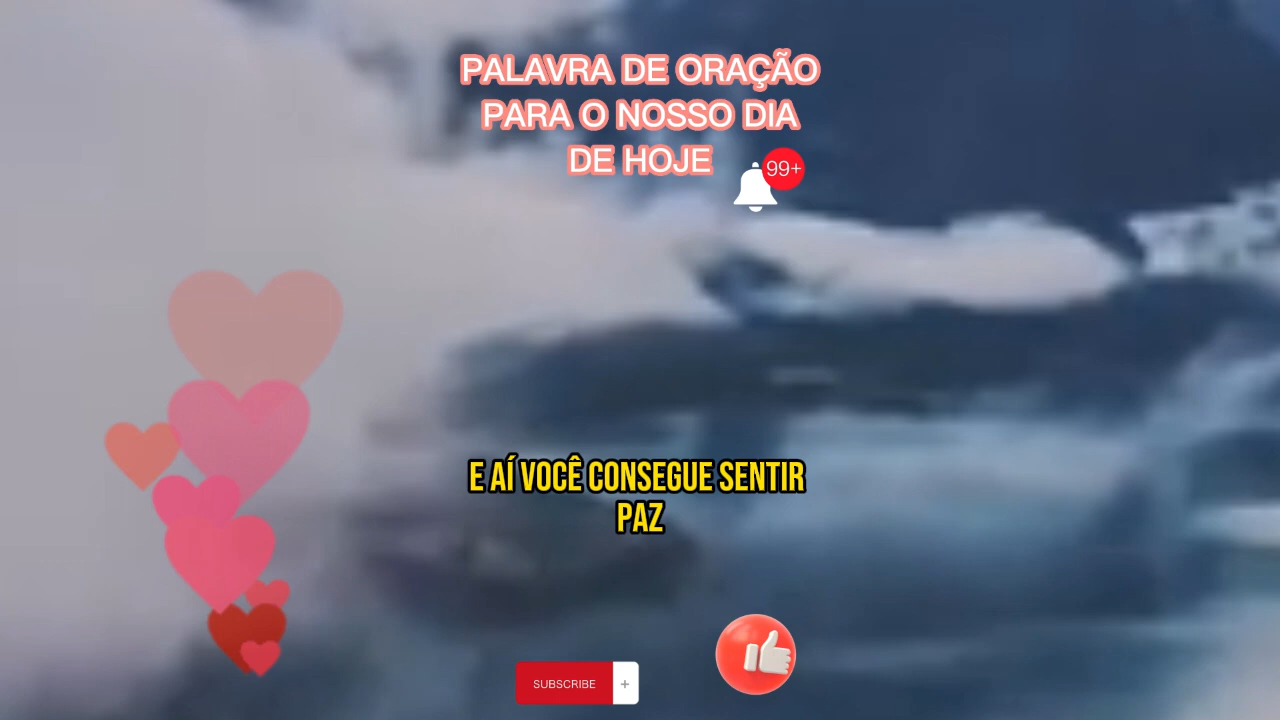 PALAVRA DE ORAÇÃO
PARA O NOSSO DIA
DE HOJE
99+
E AÍ VOCÊ CONSEGUE SENTIR
PAZ
SUBSCRIBE +